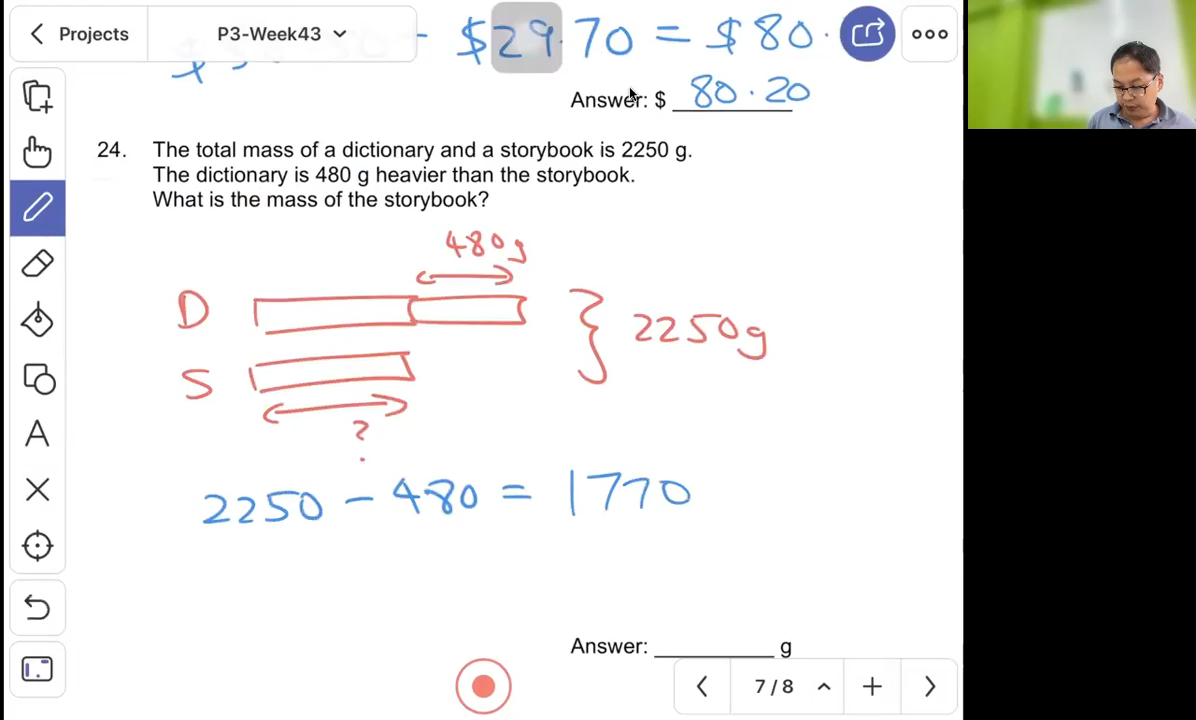 Projects
P3-Week43
- $29.70 = $80.
Answer: $ 80.20
24. The total mass of a dictionary and a storybook is 2250 g.
The dictionary is 480 g heavier than the storybook.
What is the mass of the storybook?
480g
D
2250g
S
?
2250 - 480 = 1770
Answer: g
7 / 8